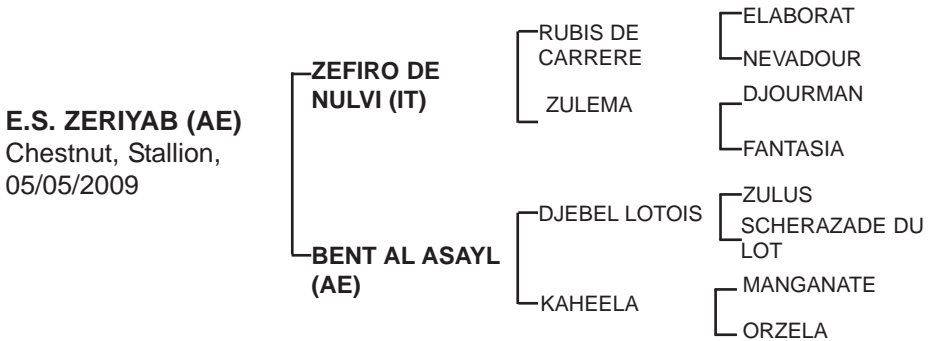 E.S. ZERIYAB (AE)
Chestnut, Stallion,
05/05/2009
ZEFIRO DE
NULVI (IT)
BENT AL ASAYL
(AE)
RUBIS DE
CARRERE
ZULEMA
DJEBEL LOTOIS
KAHEELA
ELABORAT
NEVADOUR
DJOURMAN
FANTASIA
ZULUS
SCHERAZADE DU
LOT
MANGANATE
ORZELA